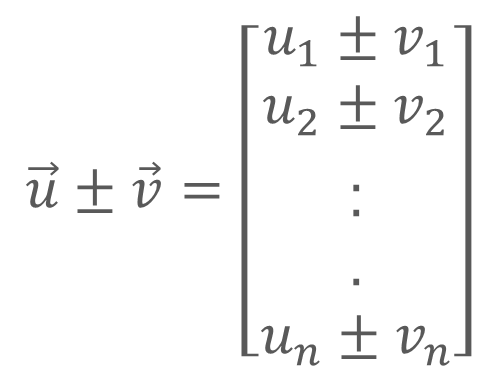 u₁ ± v₁
u₂ ± v₂
u⃗ ± v⃗ =
:
.
uₙ ± vₙ